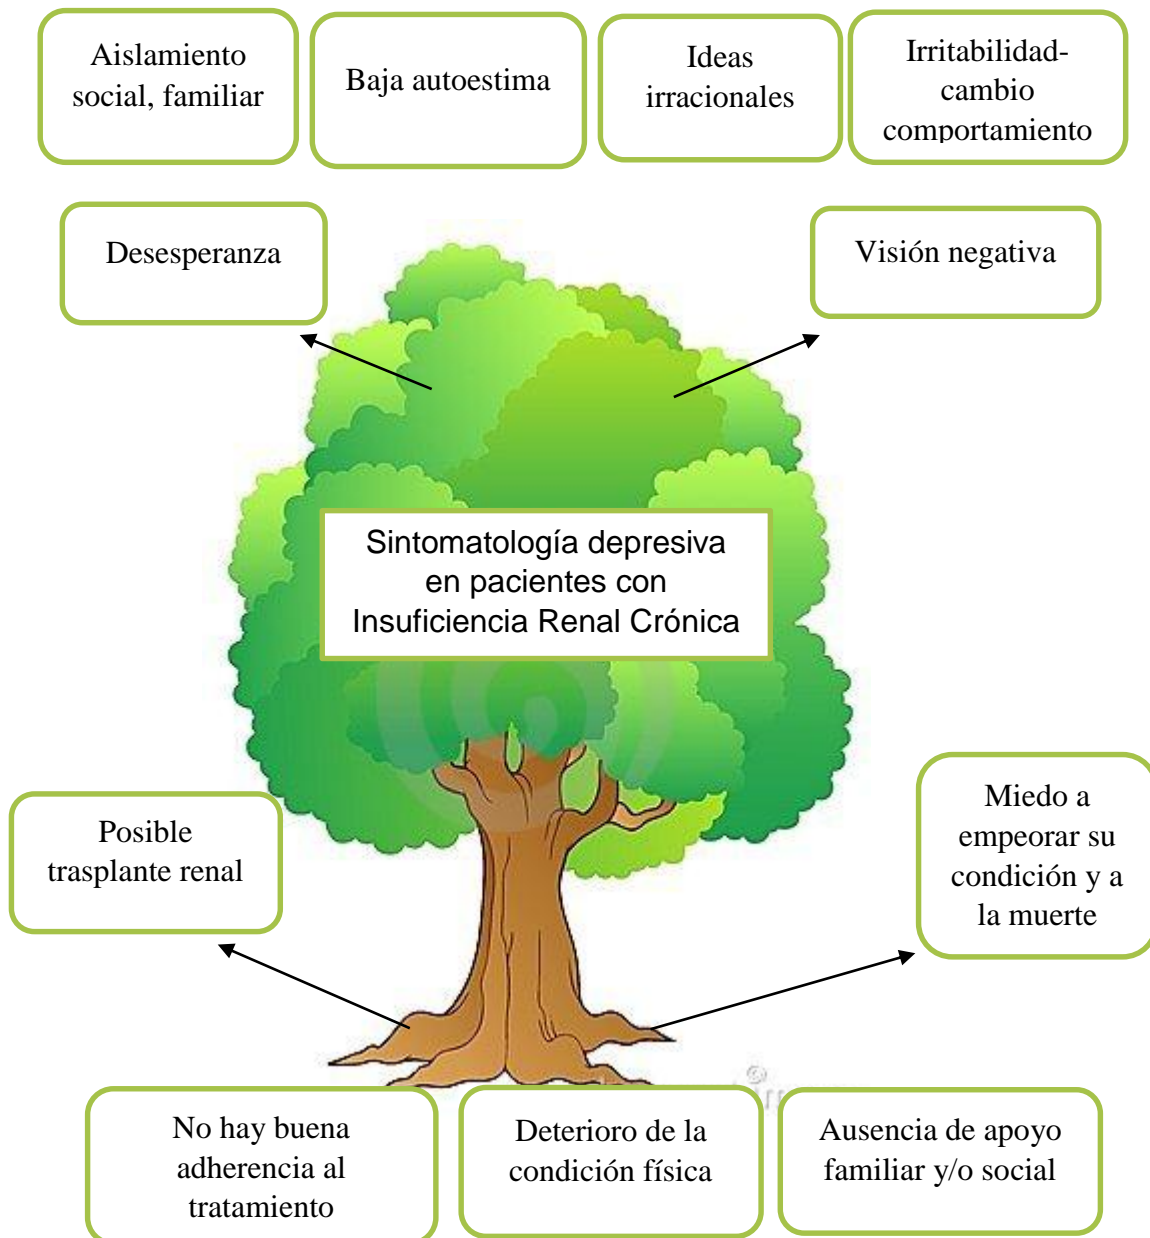 Aislamiento
social, familiar
Baja autoestima
Ideas
irracionales
Irritabilidad-
cambio
comportamiento
Desesperanza
Visión negativa
Sintomatología depresiva
en pacientes con
Insuficiencia Renal Crónica
Posible
trasplante renal
Miedo a
empeorar su
condición y a
la muerte
No hay buena
adherencia al
tratamiento
Deterioro de la
condición física
Ausencia de apoyo
familiar y/o social